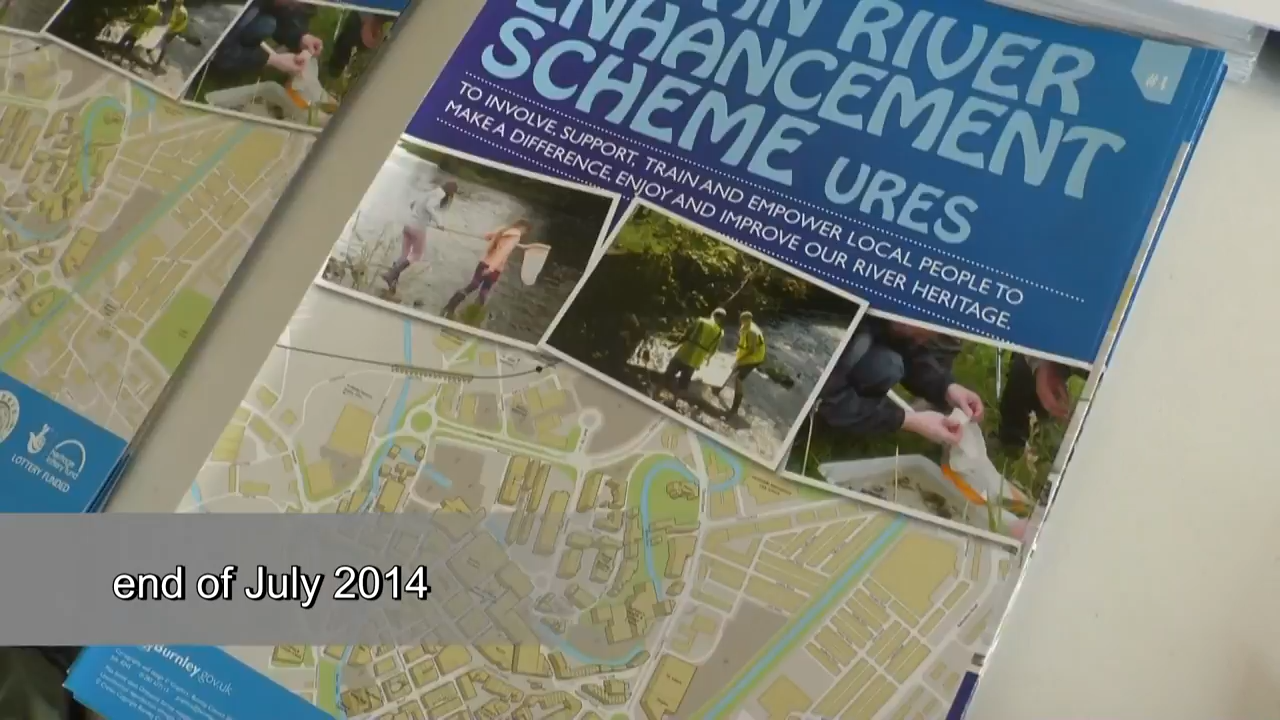 RIVER
ENHANCEMENT
SCHEME URES
#1
TO INVOLVE, SUPPORT, TRAIN AND EMPOWER LOCAL PEOPLE TO
MAKE A DIFFERENCE, ENJOY AND IMPROVE OUR RIVER HERITAGE.
LOTTERY FUNDED
end of July 2014
burnley.gov.uk